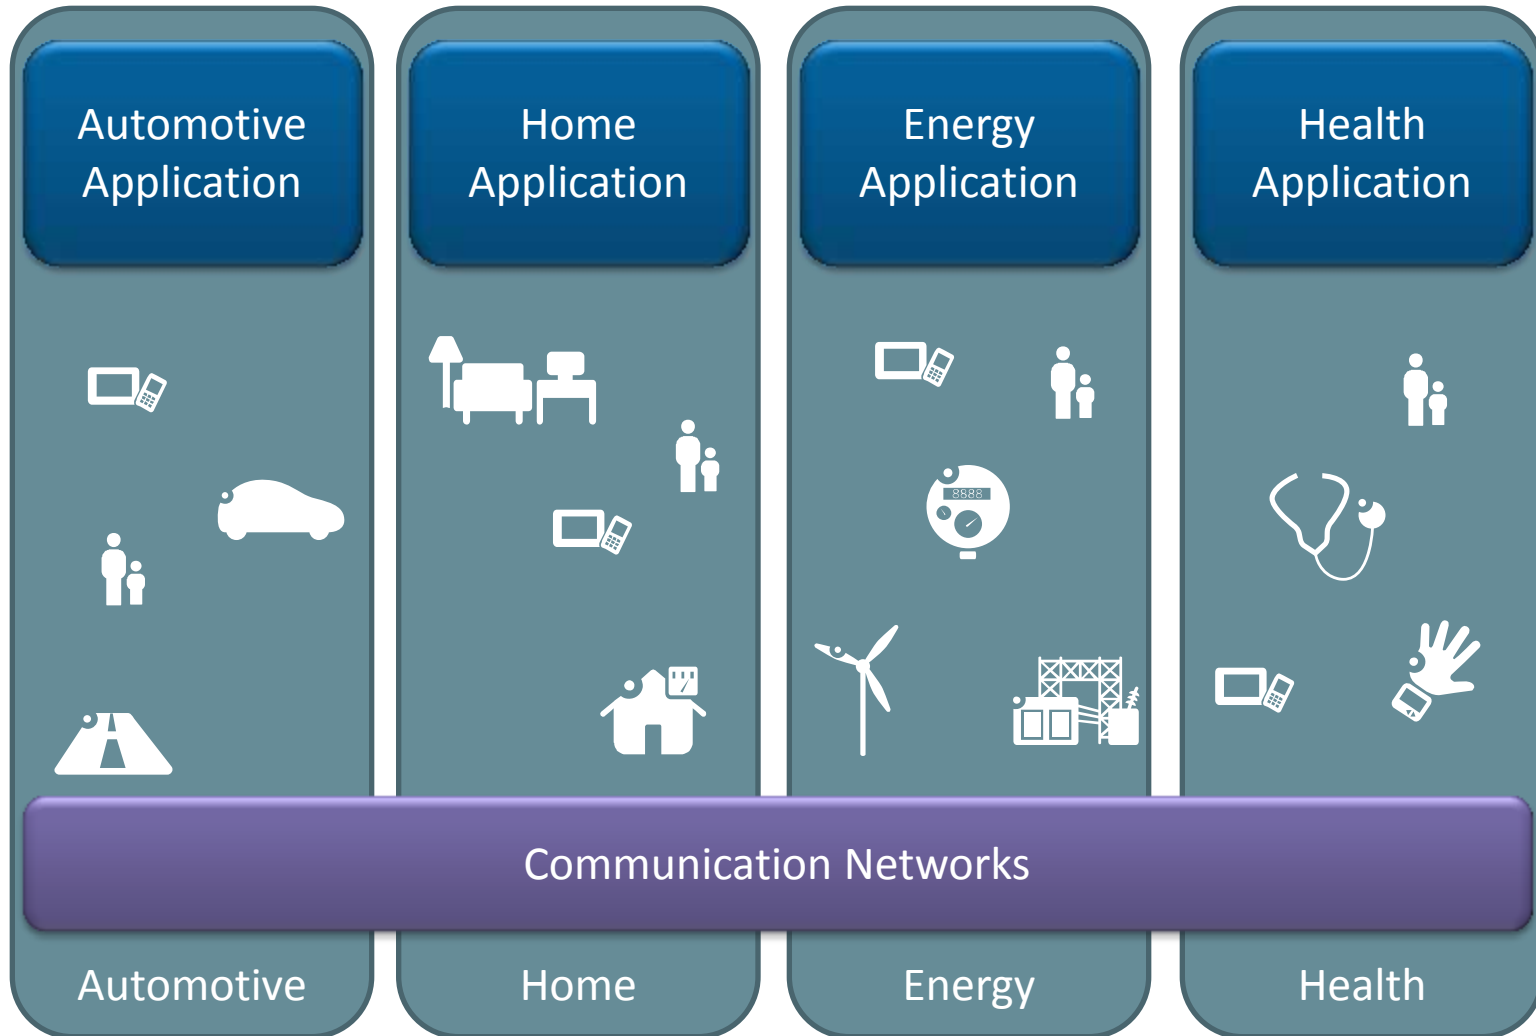 Automotive
Application
Home
Application
Energy
Application
Health
Application
8888
Communication Networks
Automotive
Home
Energy
Health